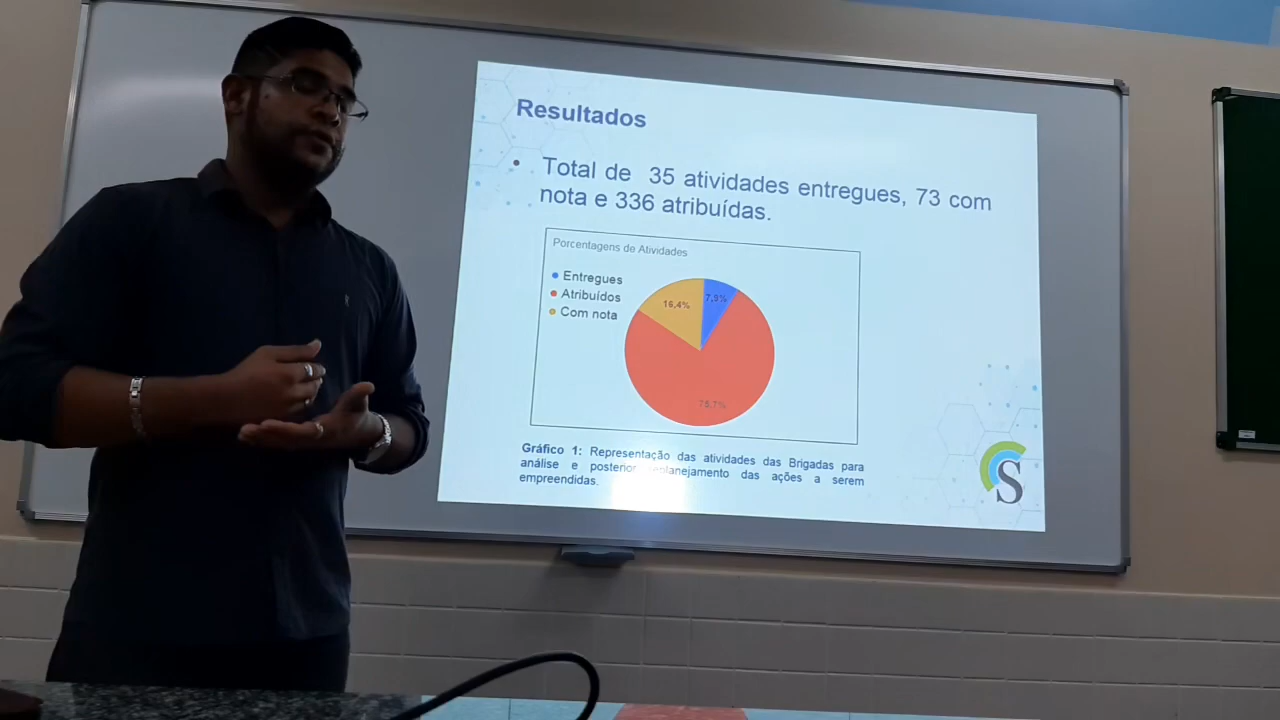 Resultados
• Total de 35 atividades entregues, 73 com
nota e 336 atribuídas.
Porcentagens de Atividades
Entregues
Atribuídos
Com nota
16,4%
7,9%
75,7%
Gráfico 1: Representação das atividades das Brigadas para
análise e posterior replanejamento das ações a serem
empreendidas.
S